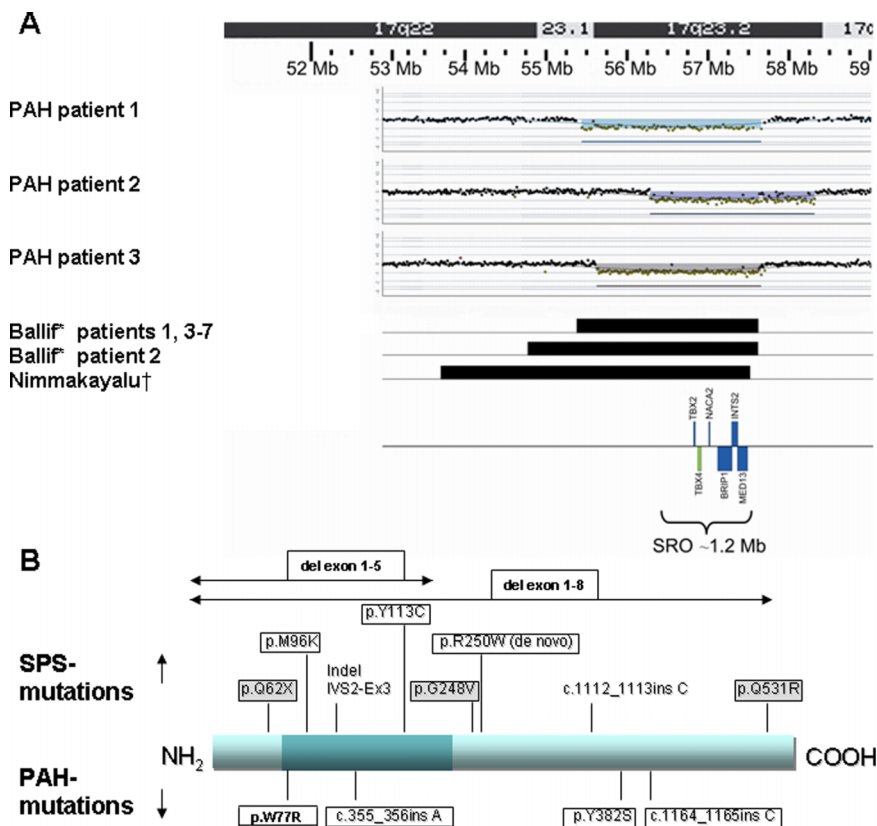 A
17q22 23.1 17q23.2 17q
52 Mb 53 Mb 54 Mb 55 Mb 56 Mb 57 Mb 58 Mb 59
PAH patient 1
PAH patient 2
PAH patient 3
Ballif* patients 1, 3-7
Ballif* patient 2
Nimmakayalu†
TBX2 NACA2 INTS2
TBX4 BRIP1 MED13
SRO ~1.2 Mb
B
del exon 1-5
del exon 1-8
p.Y113C
p.M96K p.R250W (de novo)
SPS-
mutations
Indel
IVS2-Ex3
c.1112_1113ins C
p.Q62X p.G248V p.Q531R
NH2 COOH
PAH-
mutations
p.W77R c.355_356ins A p.Y382S c.1164_1165ins C